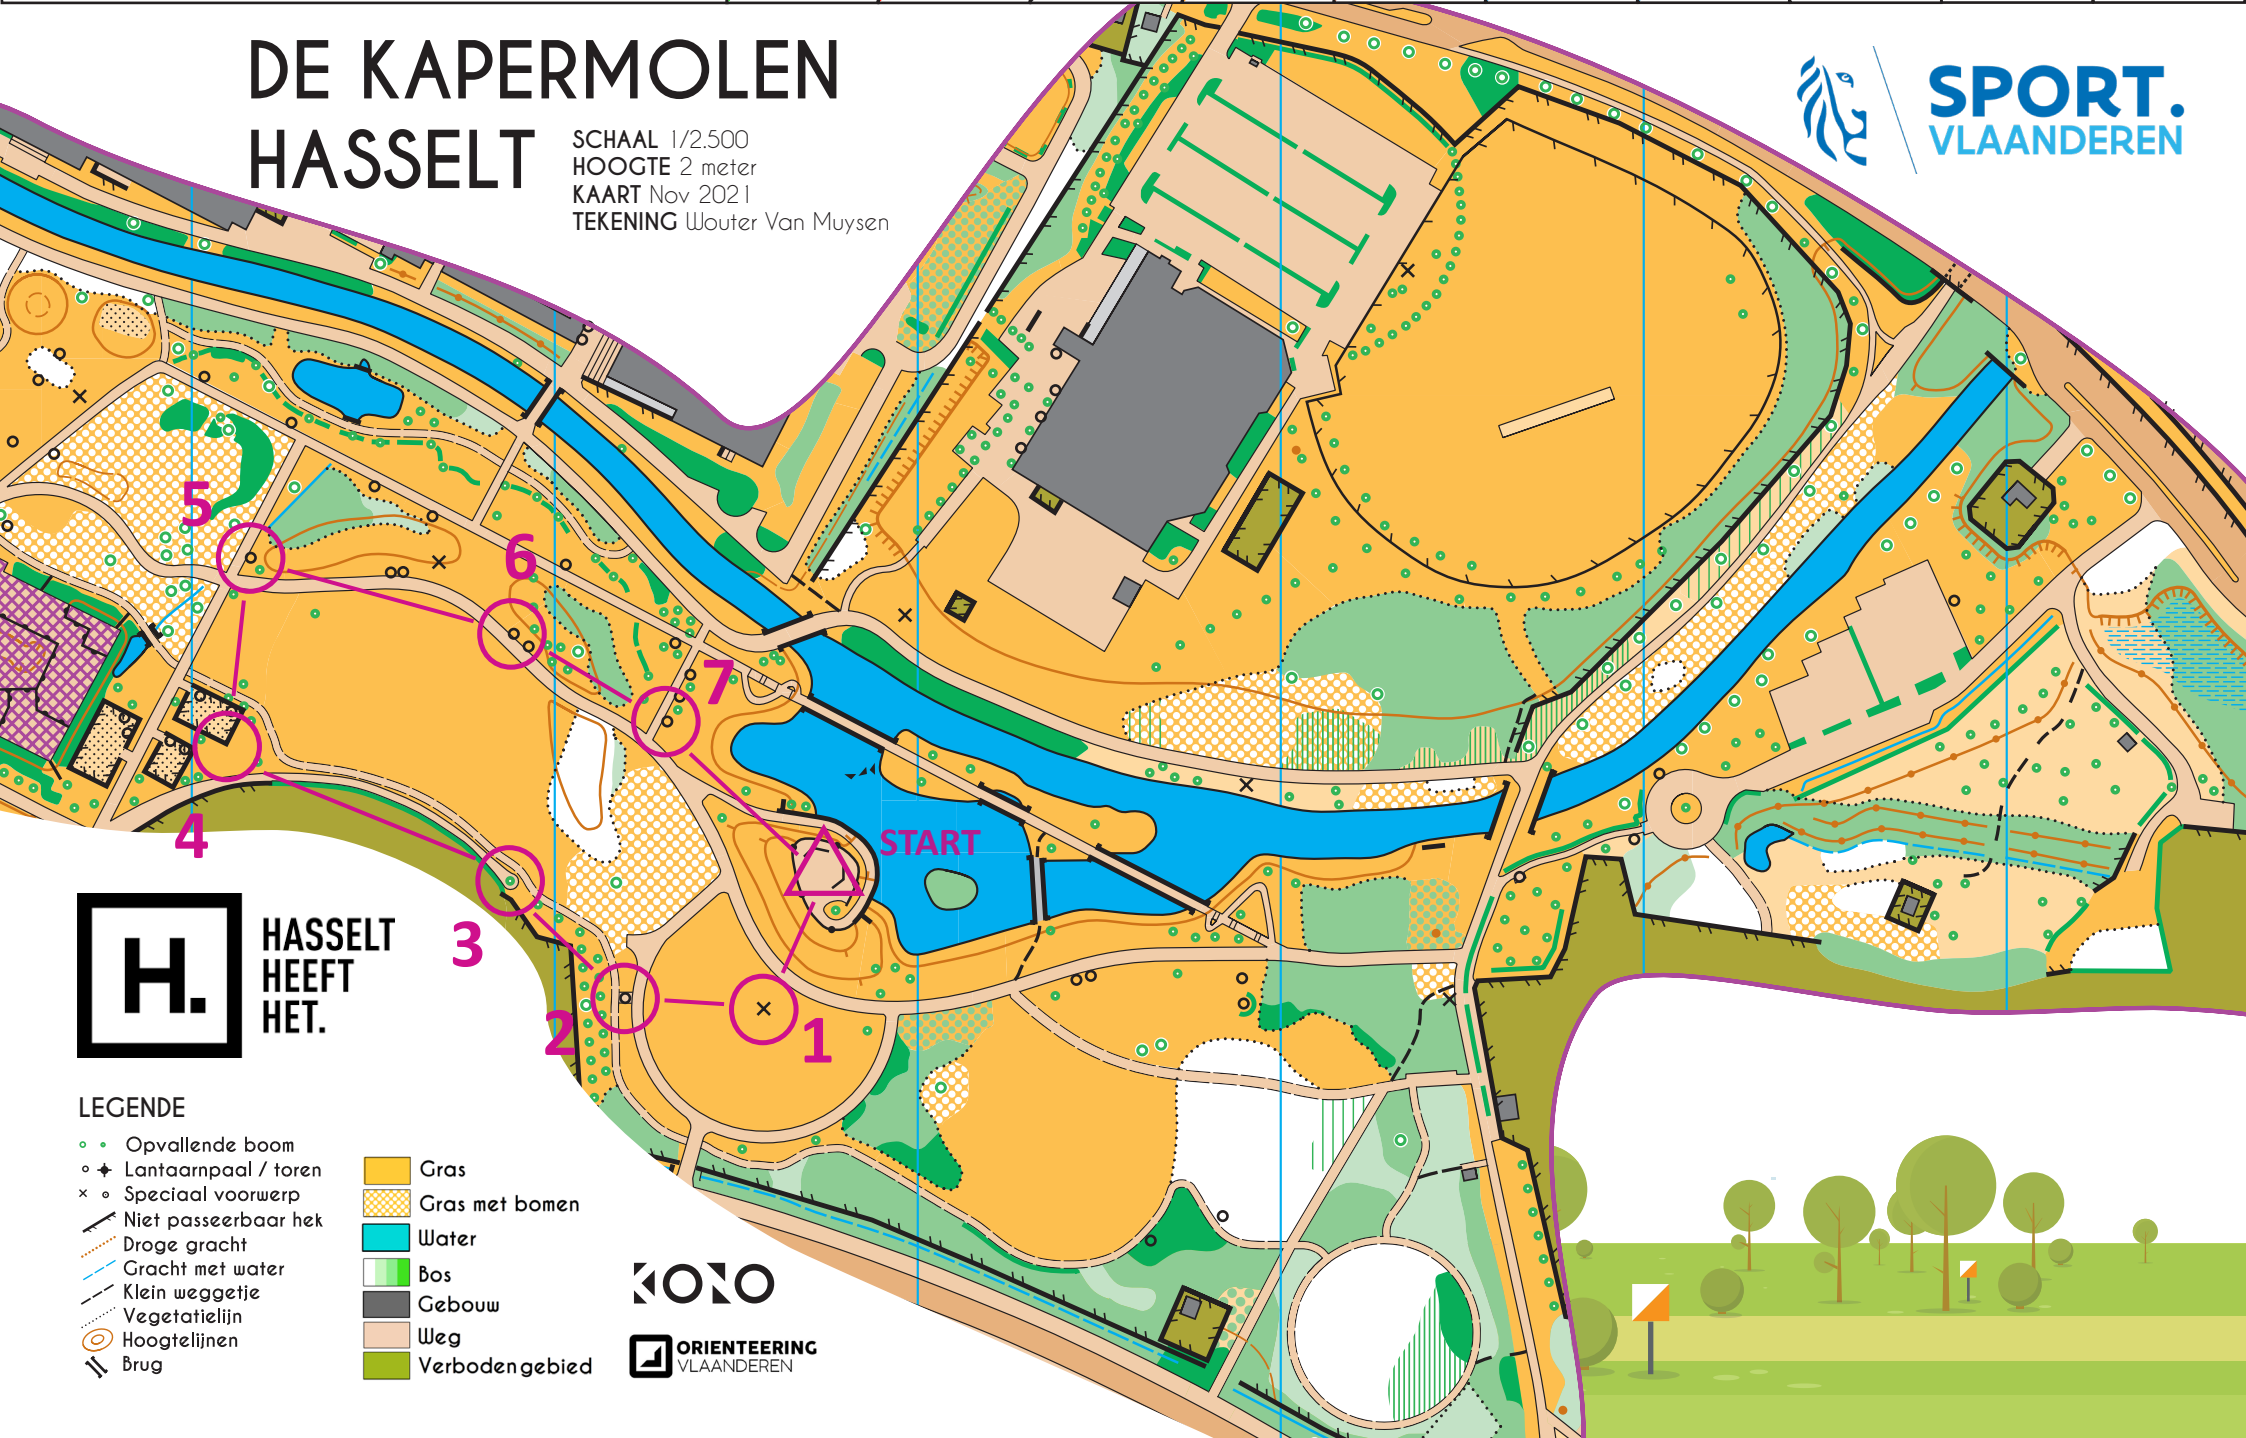 DE KAPERMOLEN
HASSELT
SCHAAL 1/2.500
HOOGTE 2 meter
KAART Nov 2021
TEKENING Wouter Van Muysen
SPORT.
VLAANDEREN
5
6
7
START
4
3
2
1
H.
HASSELT
HEEFT
HET.
LEGENDE
Opvallende boom
Lantaarnpaal / toren
Speciaal voorwerp
Niet passeerbaar hek
Droge gracht
Gracht met water
Klein weggetje
Vegetatielijn
Hoogtelijnen
Brug
Gras
Gras met bomen
Water
Bos
Gebouw
Weg
Verboden gebied
KOVO
ORIENTEERING
VLAANDEREN